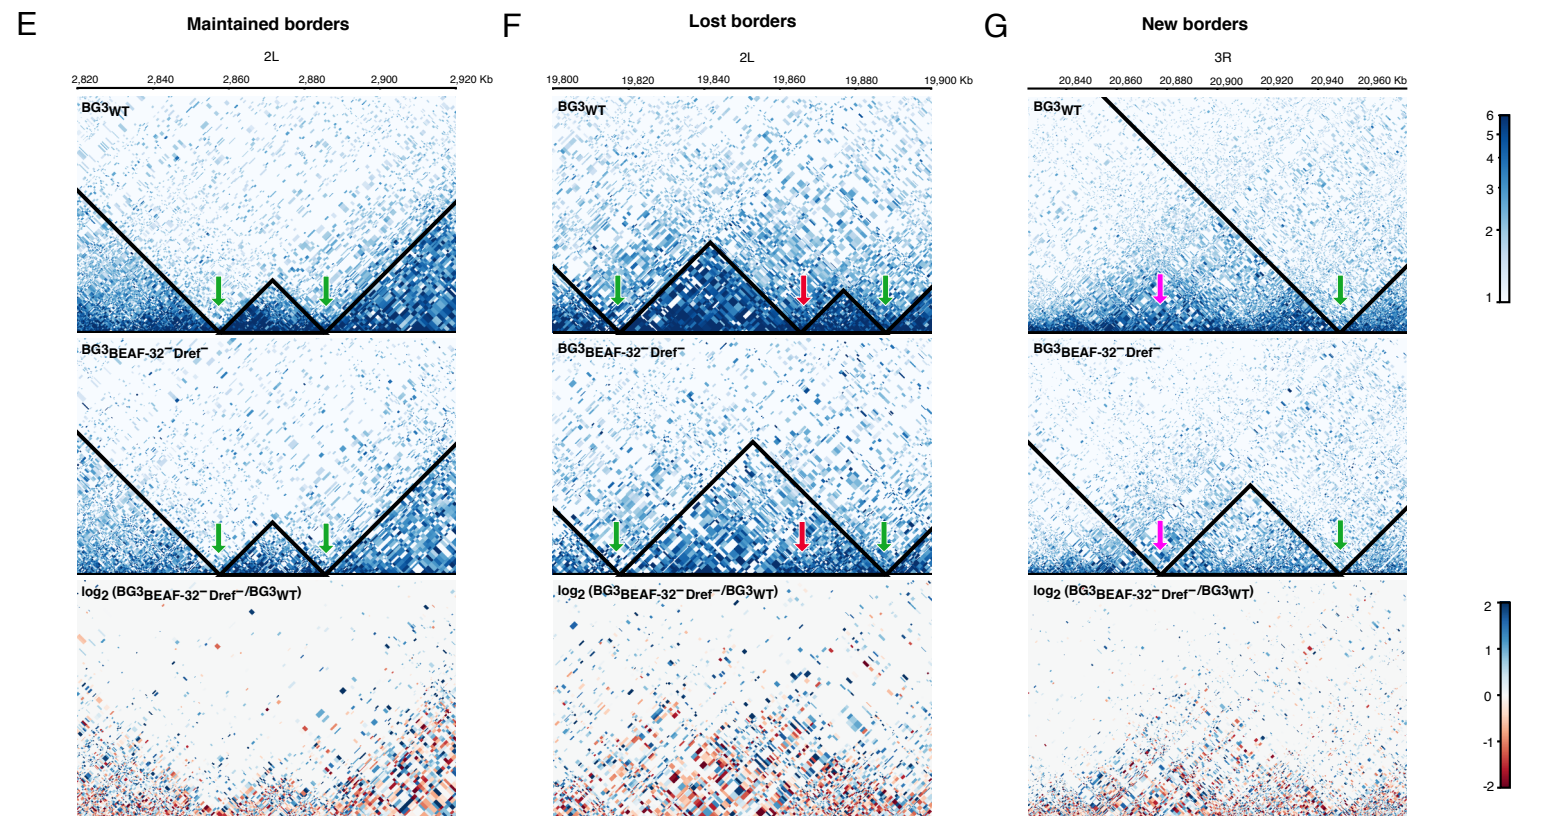 E
Maintained borders
2L
2,820 2,840 2,860 2,880 2,900 2,920 Kb
BG3WT
BG3BEAF-32⁻Dref⁻
log2 (BG3BEAF-32⁻Dref⁻/BG3WT)
F
Lost borders
2L
19,800 19,820 19,840 19,860 19,880 19,900 Kb
BG3WT
BG3BEAF-32⁻Dref⁻
log2 (BG3BEAF-32⁻Dref⁻/BG3WT)
G
New borders
3R
20,840 20,860 20,880 20,900 20,920 20,940 20,960 Kb
BG3WT
BG3BEAF-32⁻Dref⁻
log2 (BG3BEAF-32⁻Dref⁻/BG3WT)
6
5
4
3
2
1
2
1
0
-1
-2